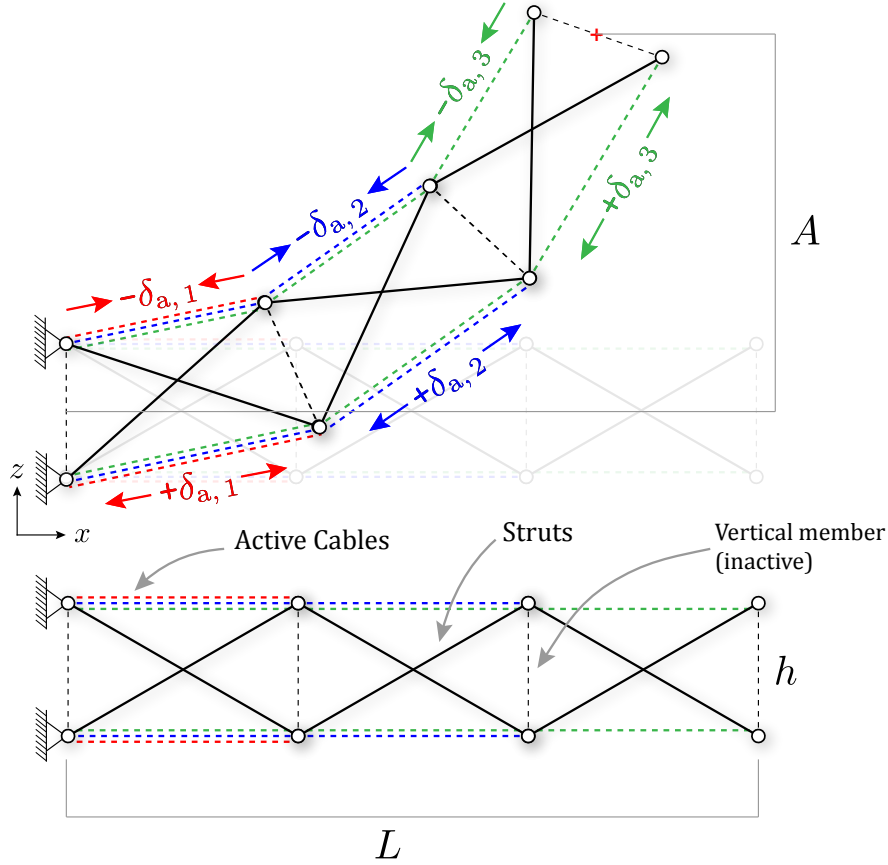 -δa, 3
+δa, 3
-δa, 2
A
-δa, 1
+δa, 2
+δa, 1
z
x
Active Cables
Struts
Vertical member
(inactive)
h
L